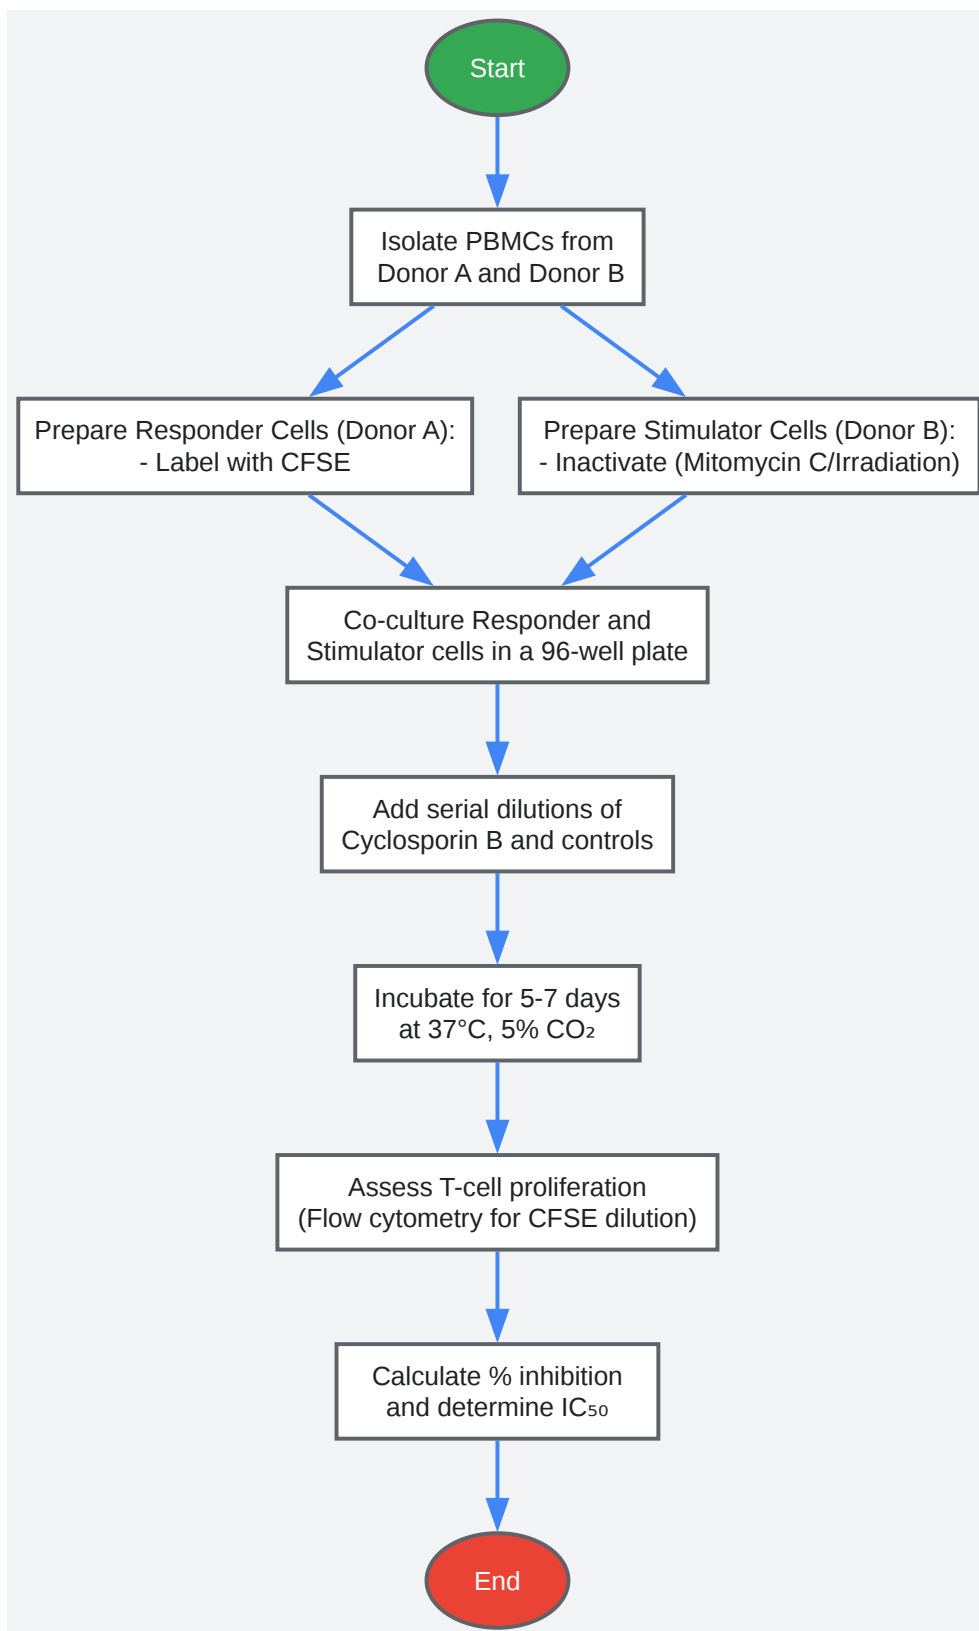 Start
Isolate PBMCs from
Donor A and Donor B
Prepare Responder Cells (Donor A):
- Label with CFSE
Prepare Stimulator Cells (Donor B):
- Inactivate (Mitomycin C/Irradiation)
Co-culture Responder and
Stimulator cells in a 96-well plate
Add serial dilutions of
Cyclosporin B and controls
Incubate for 5-7 days
at 37°C, 5% CO₂
Assess T-cell proliferation
(Flow cytometry for CFSE dilution)
Calculate % inhibition
and determine IC₅₀
End